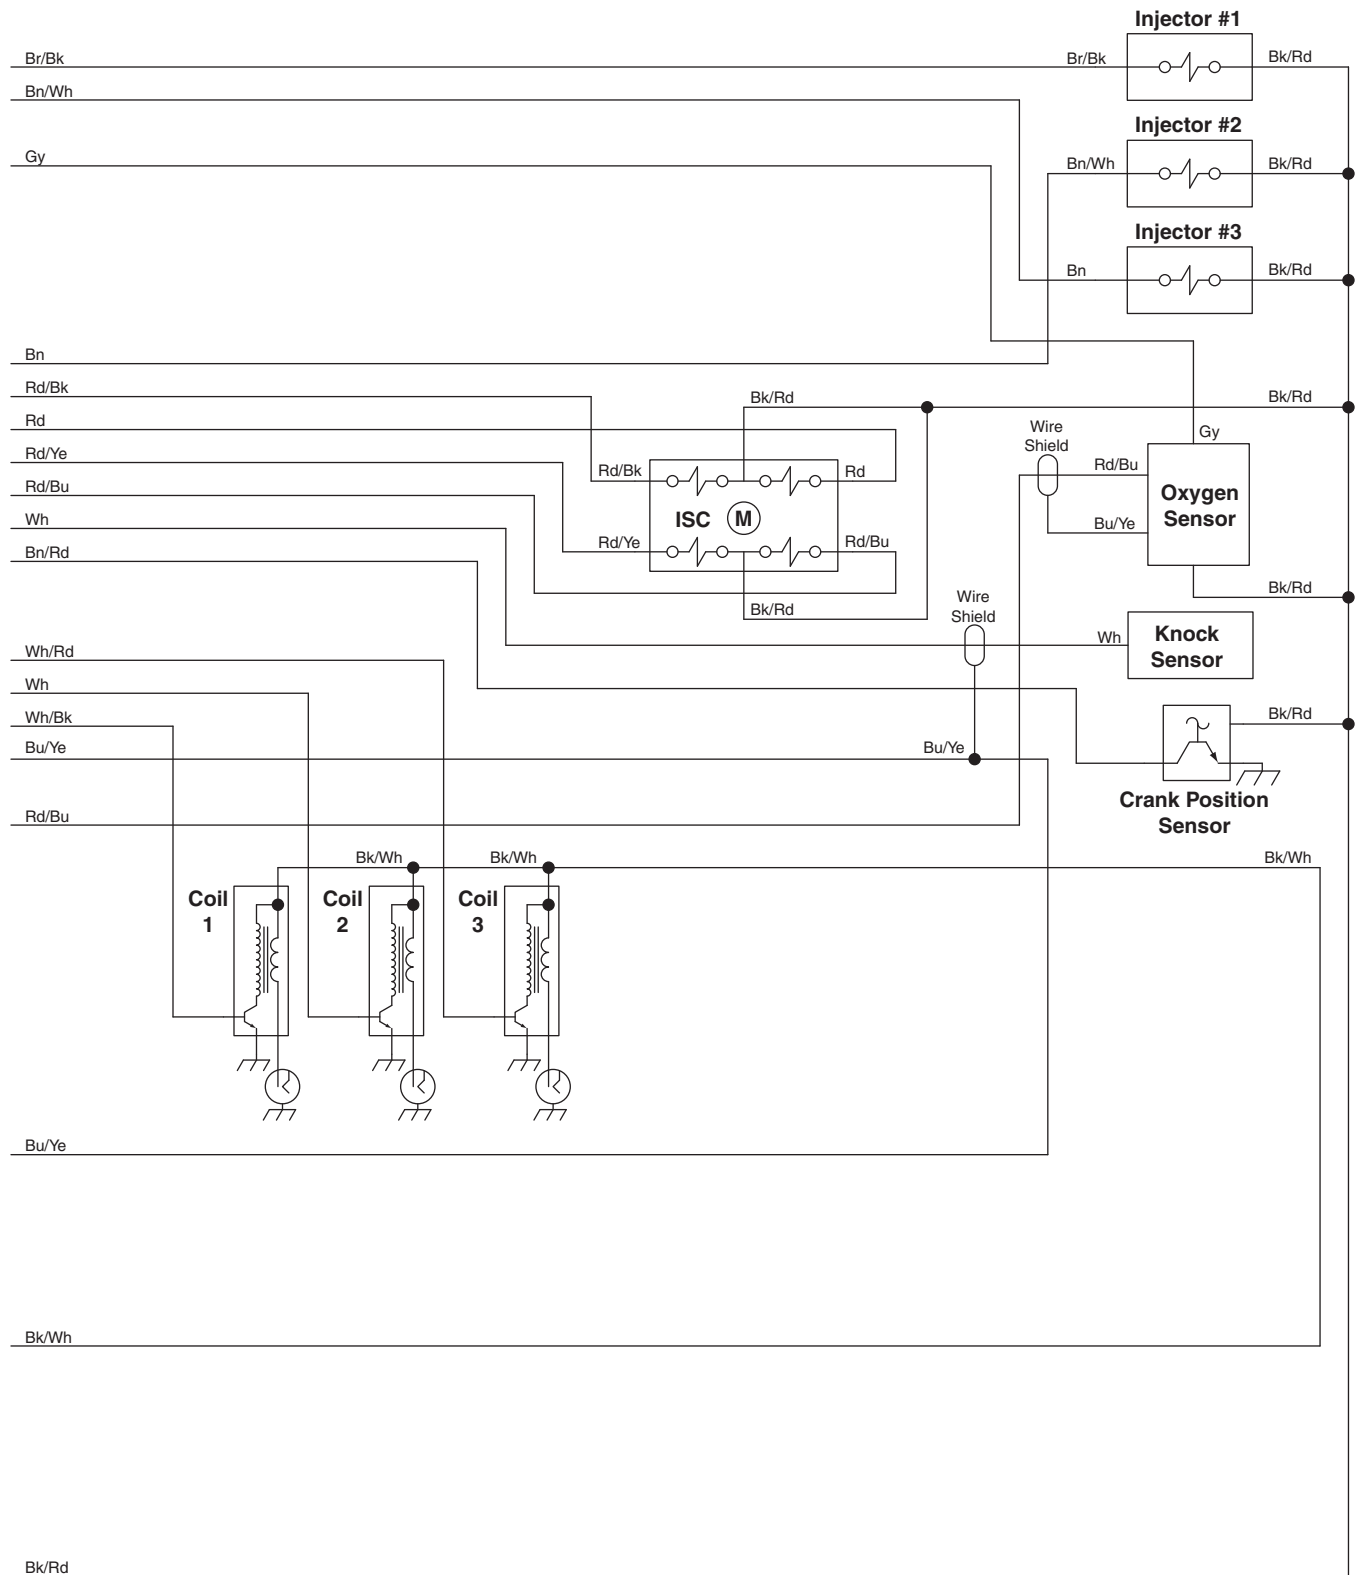 Injector #1
Br/Bk
Br/Bk
Bk/Rd
Bn/Wh
Injector #2
Gy
Bn/Wh
Bk/Rd
Injector #3
Bn
Bk/Rd
Bn
Rd/Bk
Bk/Rd
Bk/Rd
Rd
Wire
Shield
Gy
Rd/Ye
Rd/Bk
Rd
Rd/Bu
Rd/Bu
Oxygen
Sensor
Wh
ISC
M
Bu/Ye
Bn/Rd
Rd/Ye
Rd/Bu
Bk/Rd
Wire
Shield
Bk/Rd
Wh
Knock
Sensor
Wh/Rd
Wh
Wh/Bk
Bk/Rd
Bu/Ye
Bu/Ye
Crank Position
Sensor
Rd/Bu
Bk/Wh
Bk/Wh
Bk/Wh
Coil
1
Coil
2
Coil
3
Bu/Ye
Bk/Wh
Bk/Rd